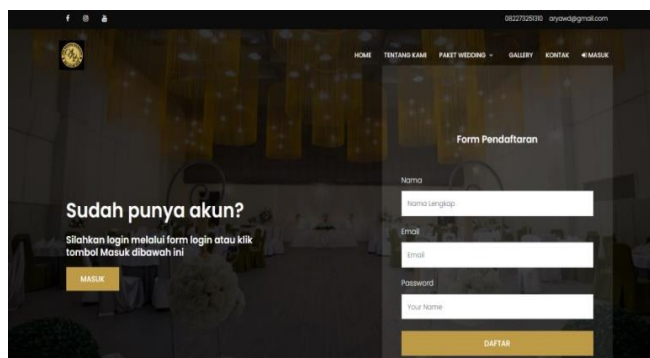 082273251310 aryawd@gmail.com
HOME TENTANG KAMI PAKET WEDDING GALLERY KONTAK MASUK
Form Pendaftaran
Nama
Nama Lengkap
Sudah punya akun?
Silahkan login melalui form login atau klik
tombol Masuk dibawah ini
MASUK
Email
Email
Password
Your Name
DAFTAR